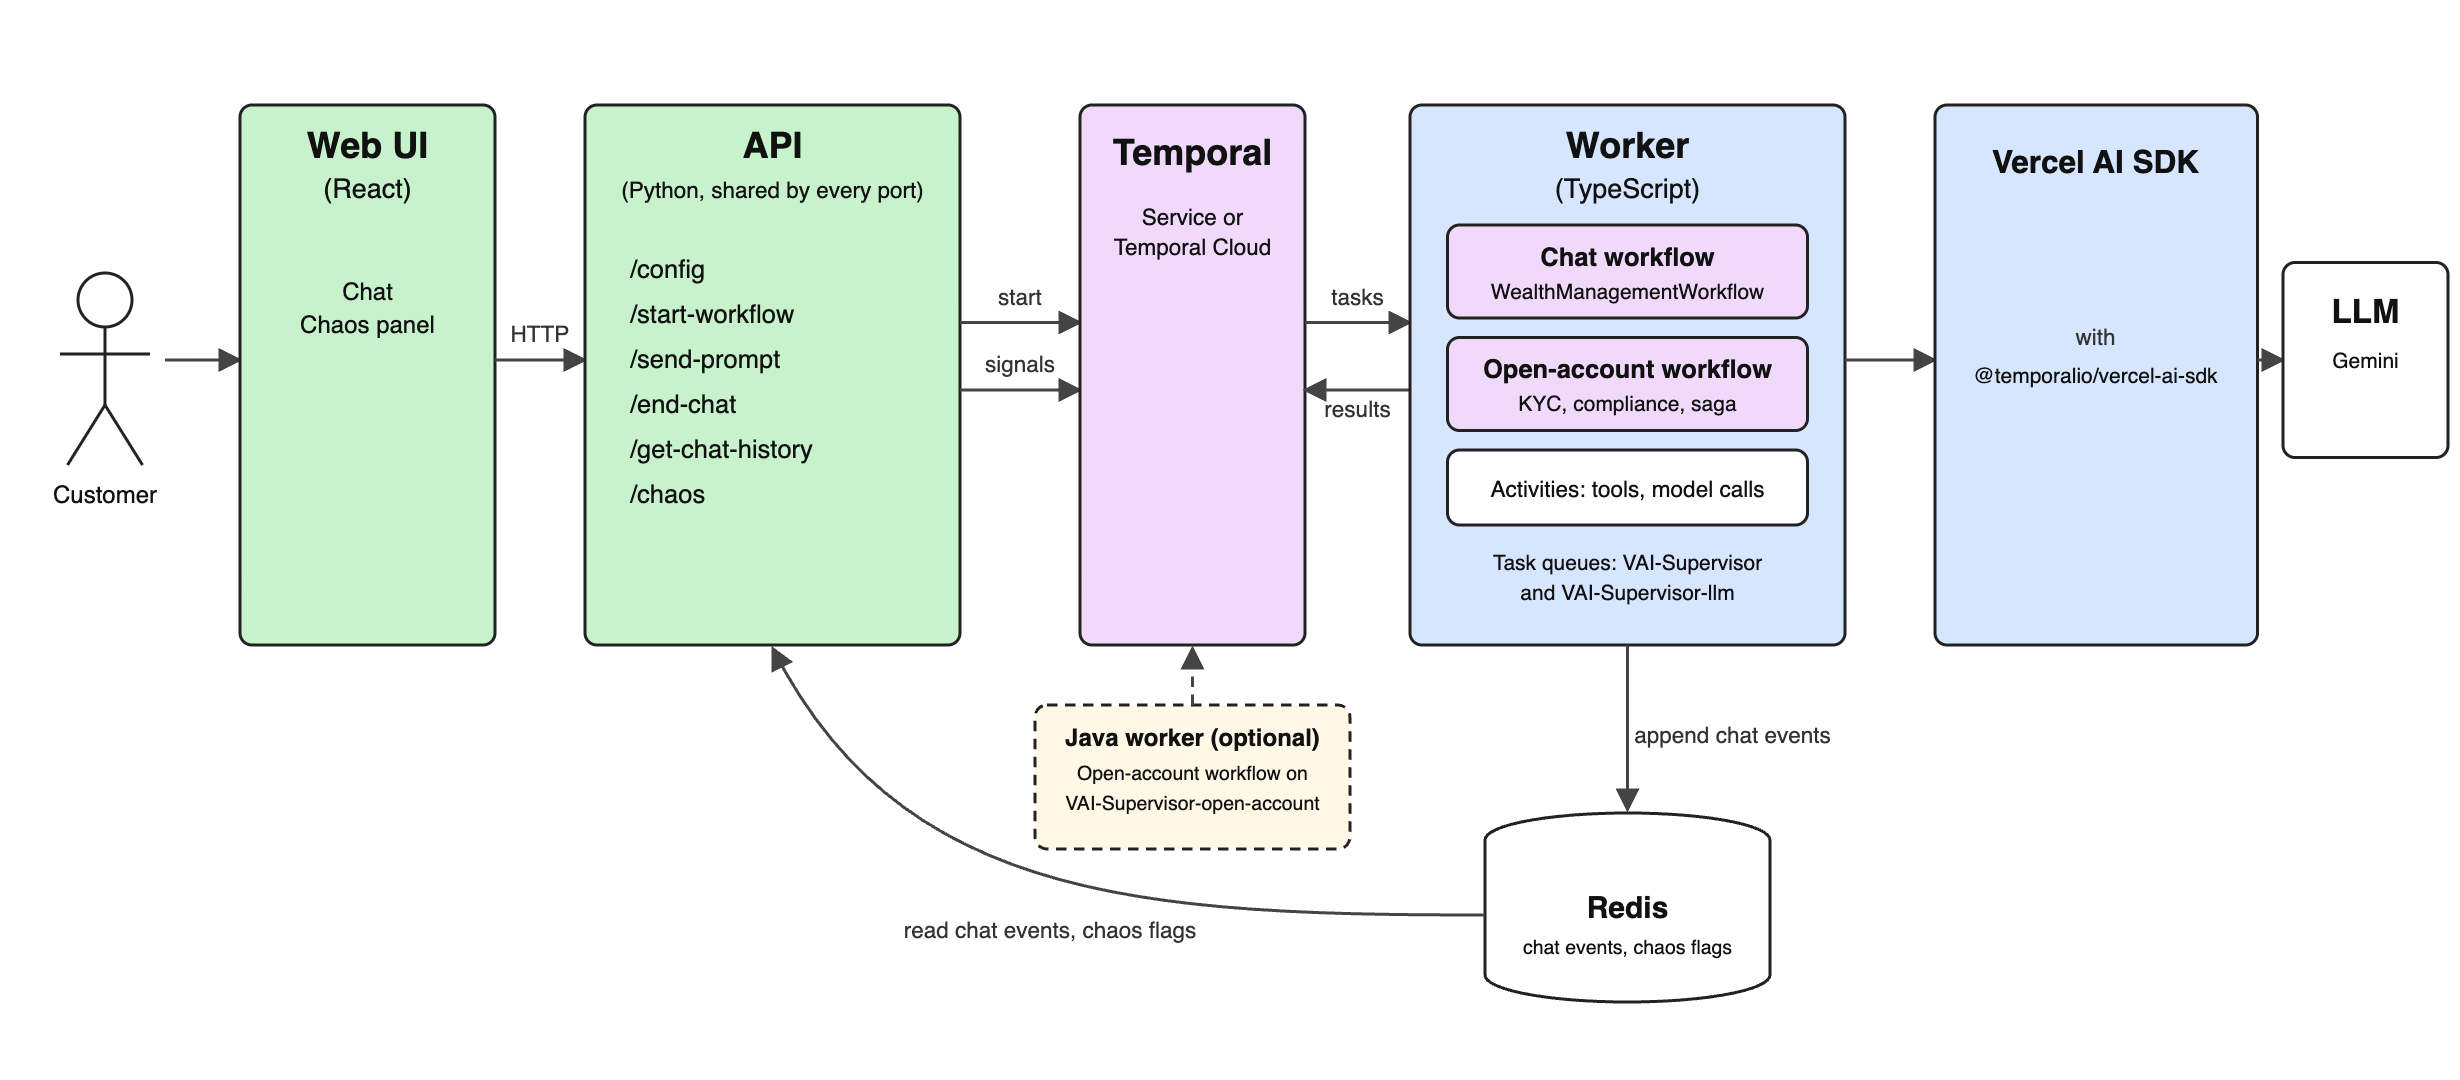 Customer
Web UI
(React)
Chat
Chaos panel
HTTP
API
(Python, shared by every port)
/config
/start-workflow
/send-prompt
/end-chat
/get-chat-history
/chaos
start
signals
Temporal
Service or
Temporal Cloud
tasks
results
Worker
(TypeScript)
Chat workflow
WealthManagementWorkflow
Open-account workflow
KYC, compliance, saga
Activities: tools, model calls
Task queues: VAI-Supervisor
and VAI-Supervisor-llm
Vercel AI SDK
with
@temporalio/vercel-ai-sdk
LLM
Gemini
Java worker (optional)
Open-account workflow on
VAI-Supervisor-open-account
append chat events
read chat events, chaos flags
Redis
chat events, chaos flags